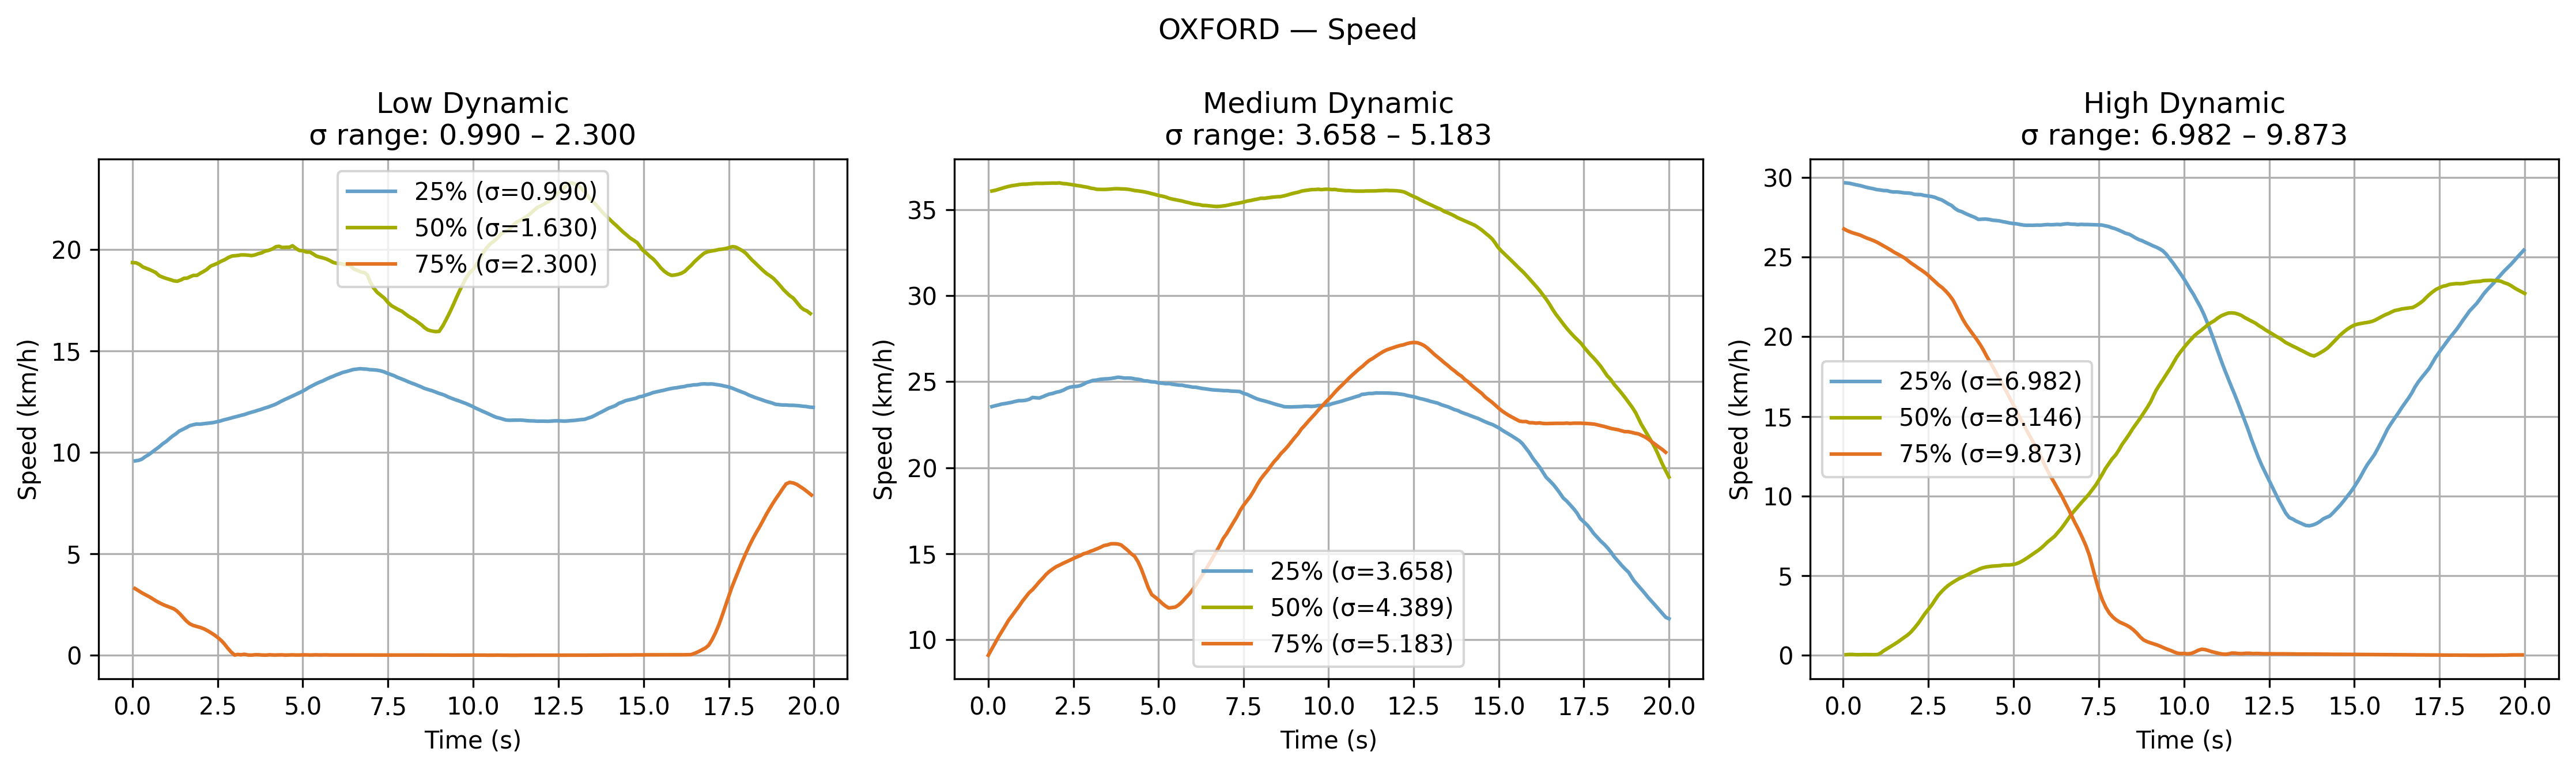 OXFORD — Speed
Low Dynamic
σ range: 0.990 – 2.300
Speed (km/h)
20
15
10
5
0
25% (σ=0.990)
50% (σ=1.630)
75% (σ=2.300)
0.0 2.5 5.0 7.5 10.0 12.5 15.0 17.5 20.0
Time (s)
Medium Dynamic
σ range: 3.658 – 5.183
Speed (km/h)
35
30
25
20
15
10
25% (σ=3.658)
50% (σ=4.389)
75% (σ=5.183)
0.0 2.5 5.0 7.5 10.0 12.5 15.0 17.5 20.0
Time (s)
High Dynamic
σ range: 6.982 – 9.873
Speed (km/h)
30
25
20
15
10
5
0
25% (σ=6.982)
50% (σ=8.146)
75% (σ=9.873)
0.0 2.5 5.0 7.5 10.0 12.5 15.0 17.5 20.0
Time (s)